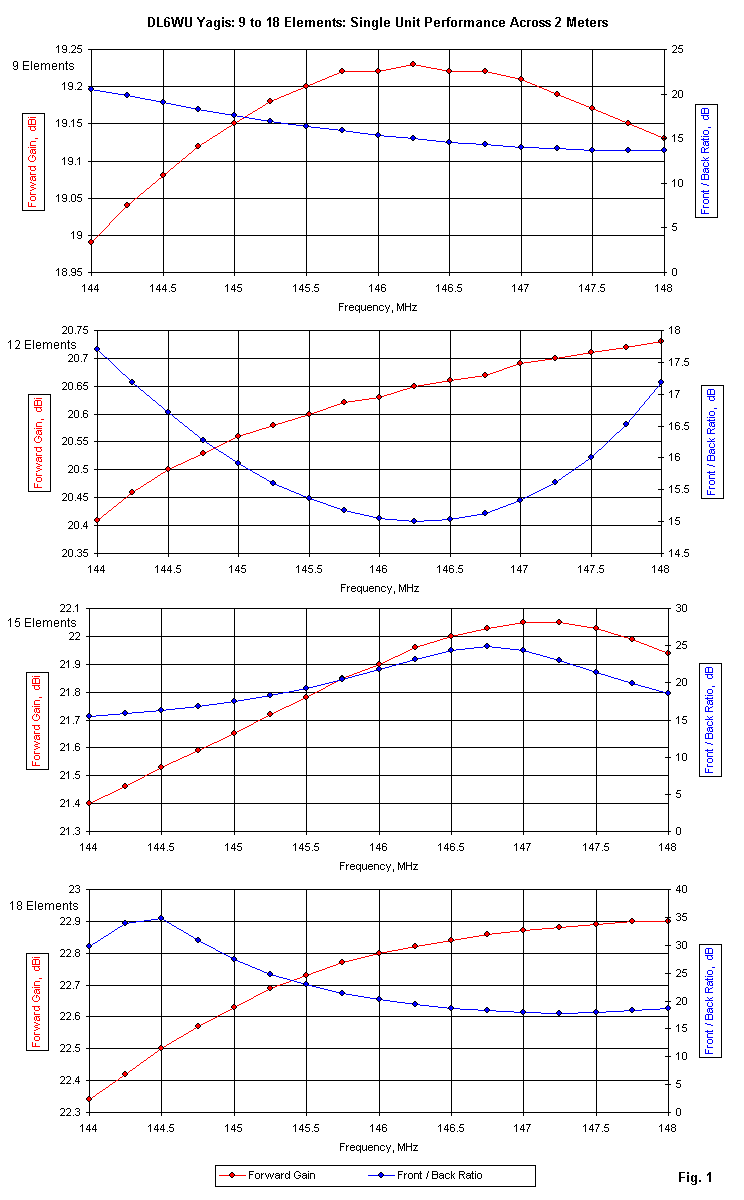 DL6WU Yagis: 9 to 18 Elements: Single Unit Performance Across 2 Meters
9 Elements
19.25
19.2
19.15
19.1
19.05
19
18.95
Forward Gain, dBi
25
20
15
10
5
0
Front / Back Ratio, dB
144 144.5 145 145.5 146 146.5 147 147.5 148
Frequency, MHz
12 Elements
20.75
20.7
20.65
20.6
20.55
20.5
20.45
20.4
20.35
Forward Gain, dBi
18
17.5
17
16.5
16
15.5
15
14.5
Front / Back Ratio, dB
144 144.5 145 145.5 146 146.5 147 147.5 148
Frequency, MHz
15 Elements
22.1
22
21.9
21.8
21.7
21.6
21.5
21.4
21.3
Forward Gain, dBi
30
25
20
15
10
5
0
Front / Back Ratio, dB
144 144.5 145 145.5 146 146.5 147 147.5 148
Frequency, MHz
18 Elements
23
22.9
22.8
22.7
22.6
22.5
22.4
22.3
Forward Gain, dBi
40
35
30
25
20
15
10
5
0
Front / Back Ratio, dB
144 144.5 145 145.5 146 146.5 147 147.5 148
Frequency, MHz
Forward Gain Front / Back Ratio
Fig. 1